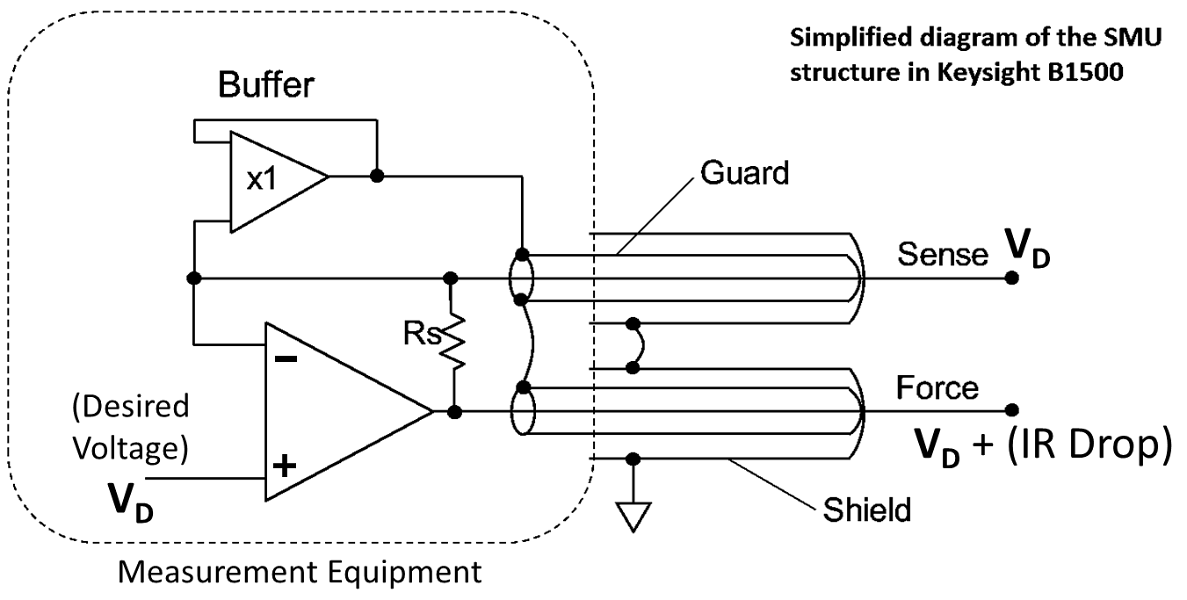 Simplified diagram of the SMU
structure in Keysight B1500
Buffer
x1
Guard
Sense V_D
Rs
−
(Desired
Voltage)
+
V_D
Force
V_D + (IR Drop)
Shield
Measurement Equipment